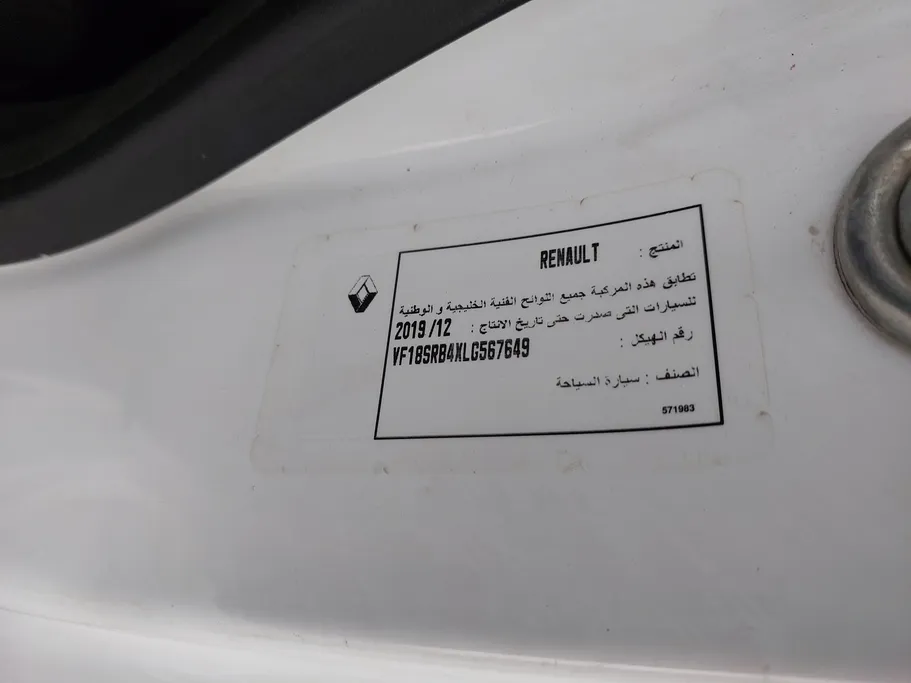 المنتج : RENAULT
تطابق هذه المركبة جميع اللوائح الفنية الخليجية و الوطنية
للسيارات التى صدرت حتى تاريخ الانتاج : 2019/12
رقم الهيكل : VF18SRB4XLG567649
الصنف : سيارة السياحة
571983